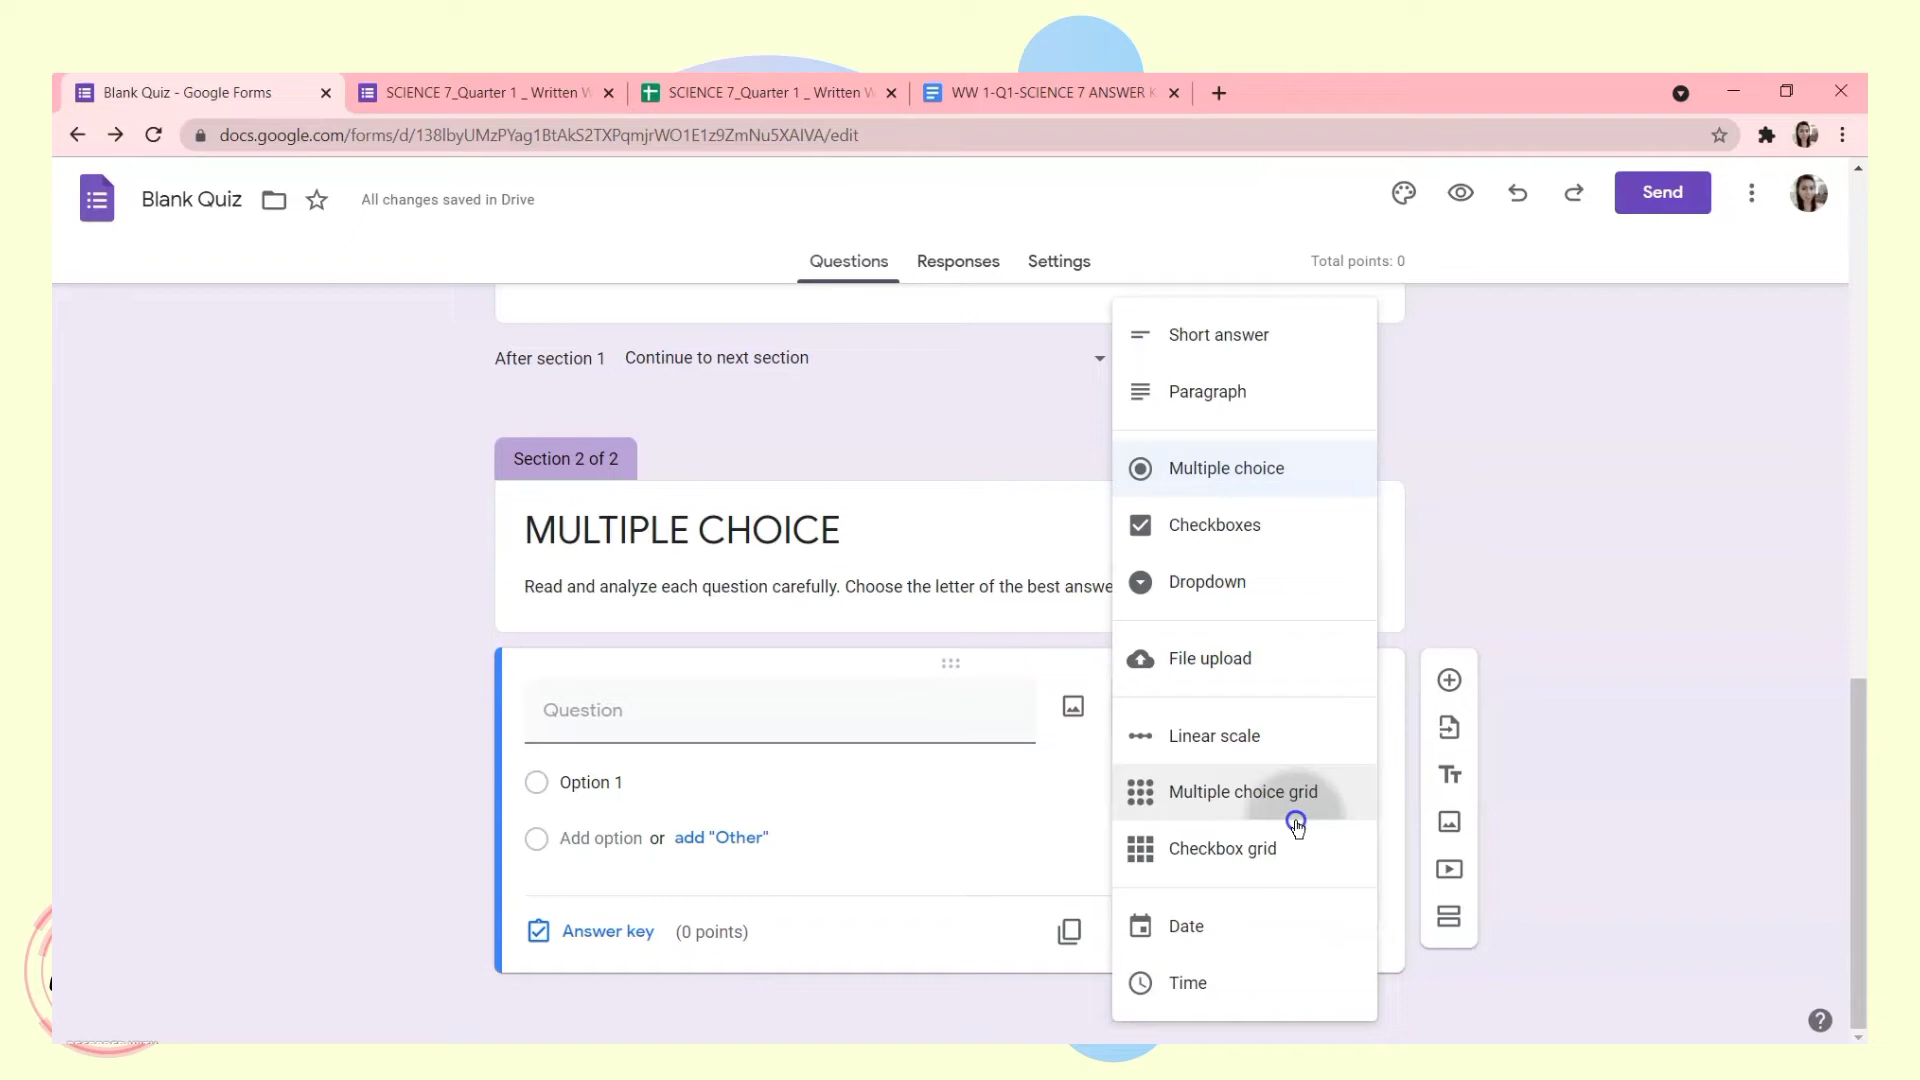 Blank Quiz - Google Forms
SCIENCE 7_Quarter 1 _ Written W
SCIENCE 7_Quarter 1 _ Written W
WW 1-Q1-SCIENCE 7 ANSWER K
docs.google.com/forms/d/138lbyUMzPYag1BtAkS2TXPqmjrWO1E1z9ZmNu5XAIVA/edit
Blank Quiz
All changes saved in Drive
Send
Questions
Responses
Settings
Total points: 0
After section 1
Continue to next section
Section 2 of 2
MULTIPLE CHOICE
Read and analyze each question carefully. Choose the letter of the best answe
Question
Option 1
Add option or add "Other"
Answer key
(0 points)
Short answer
Paragraph
Multiple choice
Checkboxes
Dropdown
File upload
Linear scale
Multiple choice grid
Checkbox grid
Date
Time